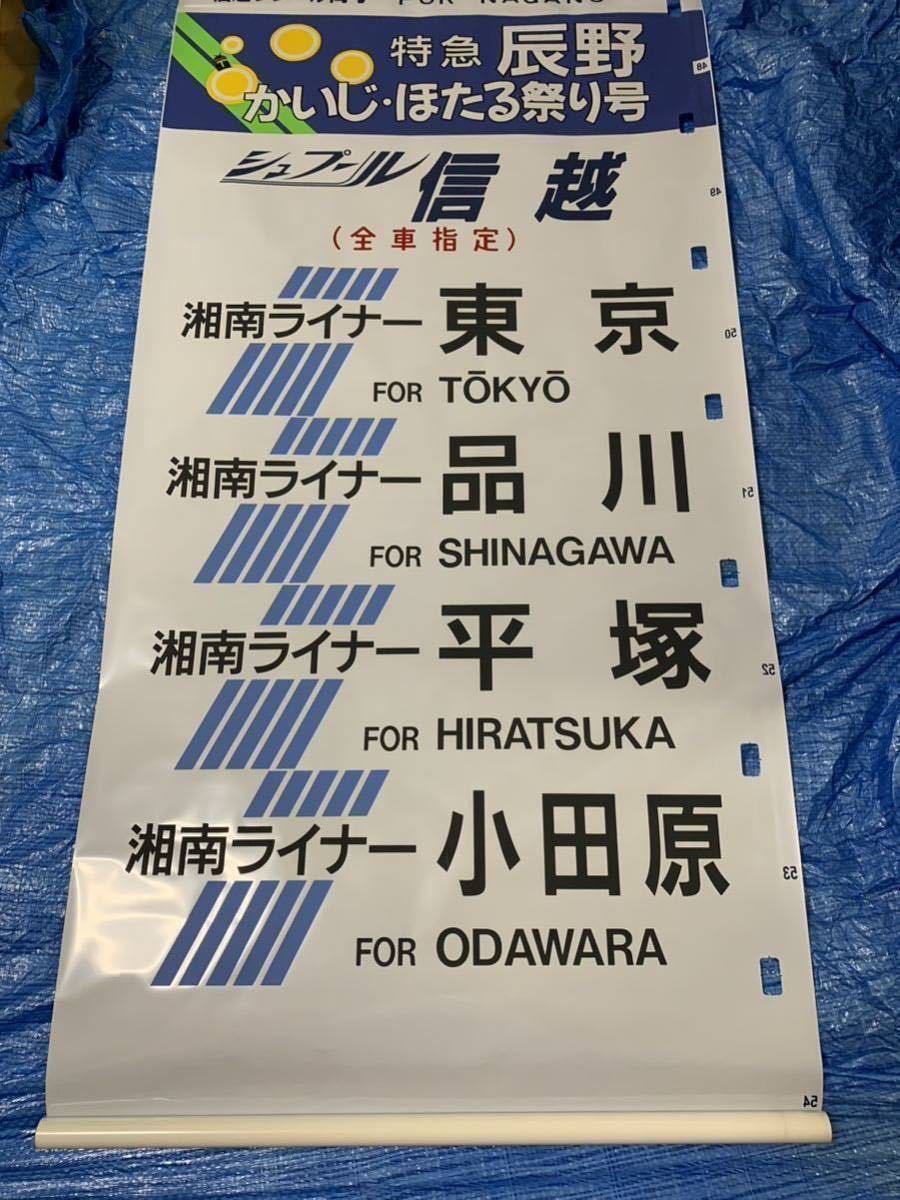 FOR NAGANO
特急 辰野
かいじ・ほたる祭り号
48
シュプール 信越
49
(全車指定)
湘南ライナー 東京
50
FOR TŌKYŌ
湘南ライナー 品川
51
FOR SHINAGAWA
湘南ライナー 平塚
52
FOR HIRATSUKA
湘南ライナー 小田原
53
FOR ODAWARA
54